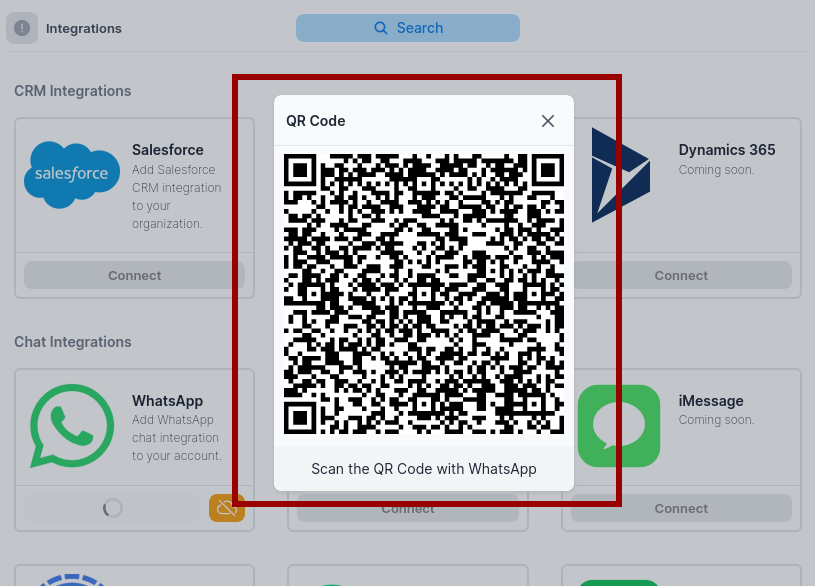 Integrations
Search
CRM Integrations
QR Code
salesforce
Salesforce
Add Salesforce
CRM integration
to your
organization.
Connect
Dynamics 365
Coming soon.
Connect
Chat Integrations
WhatsApp
Add WhatsApp
chat integration
to your account.
Scan the QR Code with WhatsApp
Connect
iMessage
Coming soon.
Connect